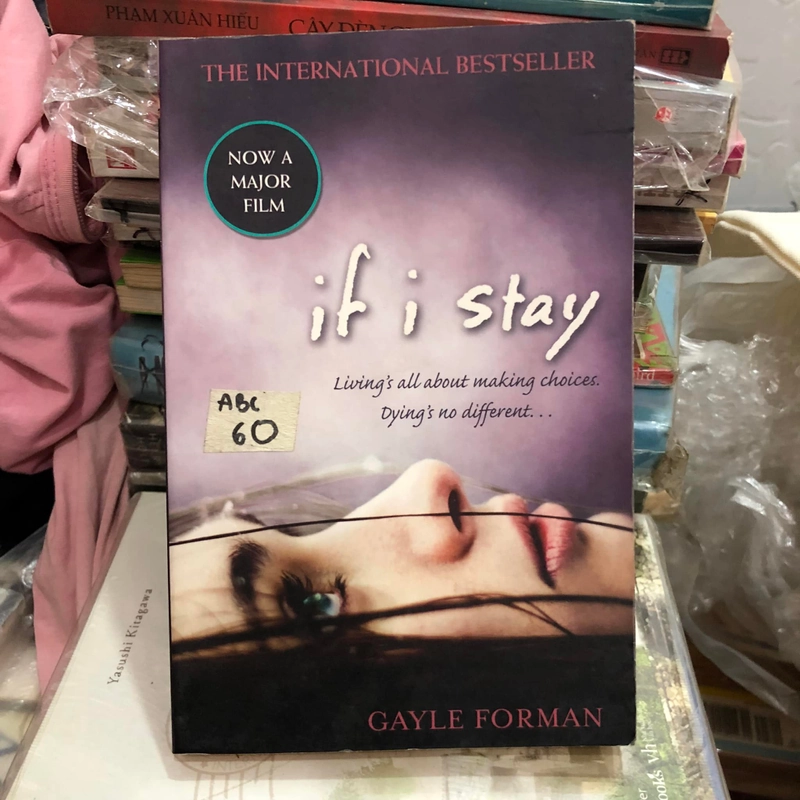 PHẠM XUÂN HIẾU
THE INTERNATIONAL BESTSELLER
NOW A
MAJOR
FILM
if i stay
Living's all about making choices.
Dying's no different...
ABC
60
Yasushi Kitagawa
GAYLE FORMAN